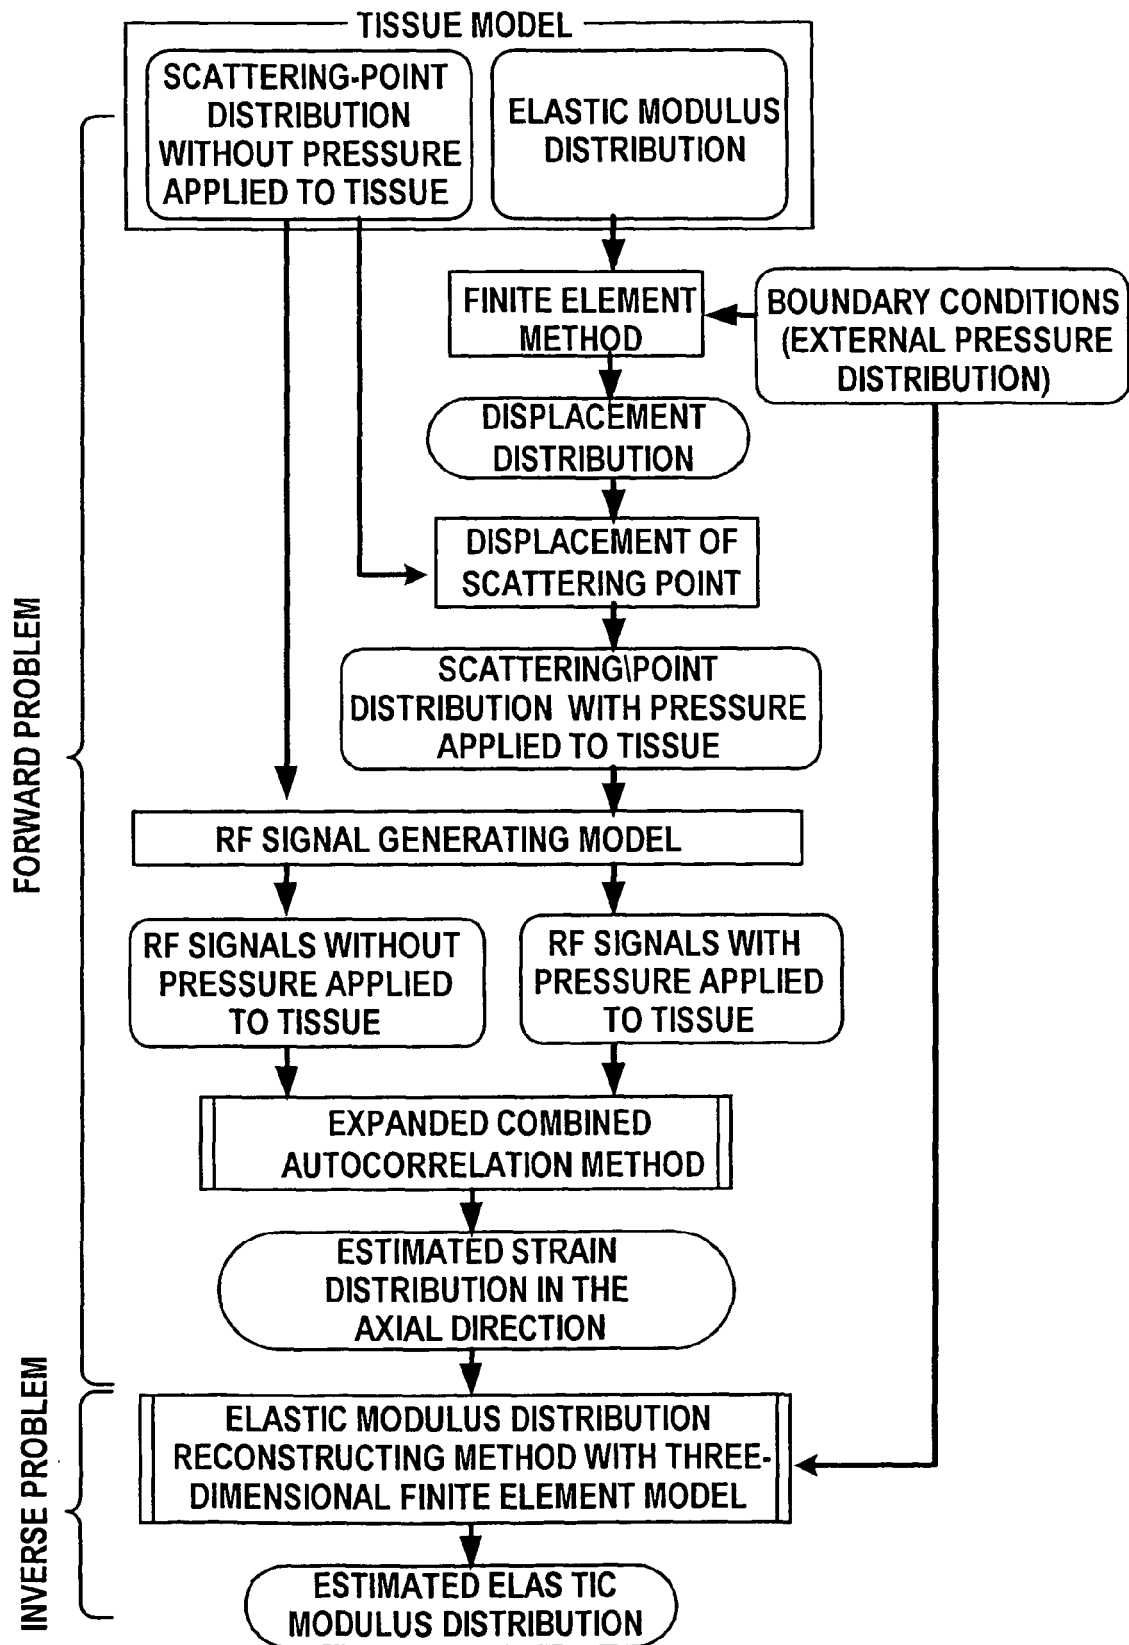 TISSUE MODEL
SCATTERING-POINT
DISTRIBUTION
WITHOUT PRESSURE
APPLIED TO TISSUE
ELASTIC MODULUS
DISTRIBUTION
FINITE ELEMENT
METHOD
BOUNDARY CONDITIONS
(EXTERNAL PRESSURE
DISTRIBUTION)
DISPLACEMENT
DISTRIBUTION
DISPLACEMENT OF
SCATTERING POINT
SCATTERING\POINT
DISTRIBUTION WITH PRESSURE
APPLIED TO TISSUE
FORWARD PROBLEM
RF SIGNAL GENERATING MODEL
RF SIGNALS WITHOUT
PRESSURE APPLIED
TO TISSUE
RF SIGNALS WITH
PRESSURE APPLIED
TO TISSUE
EXPANDED COMBINED
AUTOCORRELATION METHOD
ESTIMATED STRAIN
DISTRIBUTION IN THE
AXIAL DIRECTION
INVERSE PROBLEM
ELASTIC MODULUS DISTRIBUTION
RECONSTRUCTING METHOD WITH THREE-
DIMENSIONAL FINITE ELEMENT MODEL
ESTIMATED ELAS TIC
MODULUS DISTRIBUTION